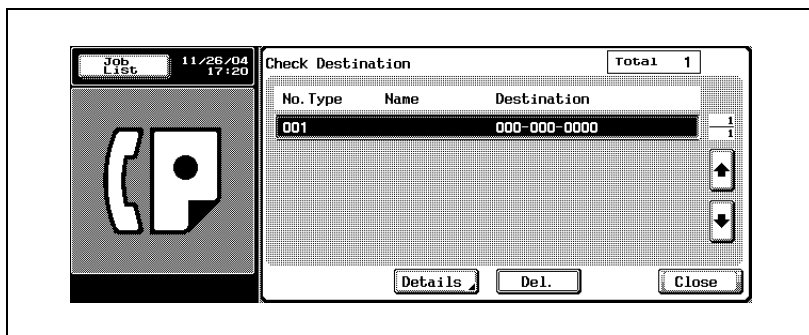 Job List
11/26/04
17:20
Check Destination
Total 1
No. Type Name Destination
001 000-000-0000
1
1
Details
Del.
Close